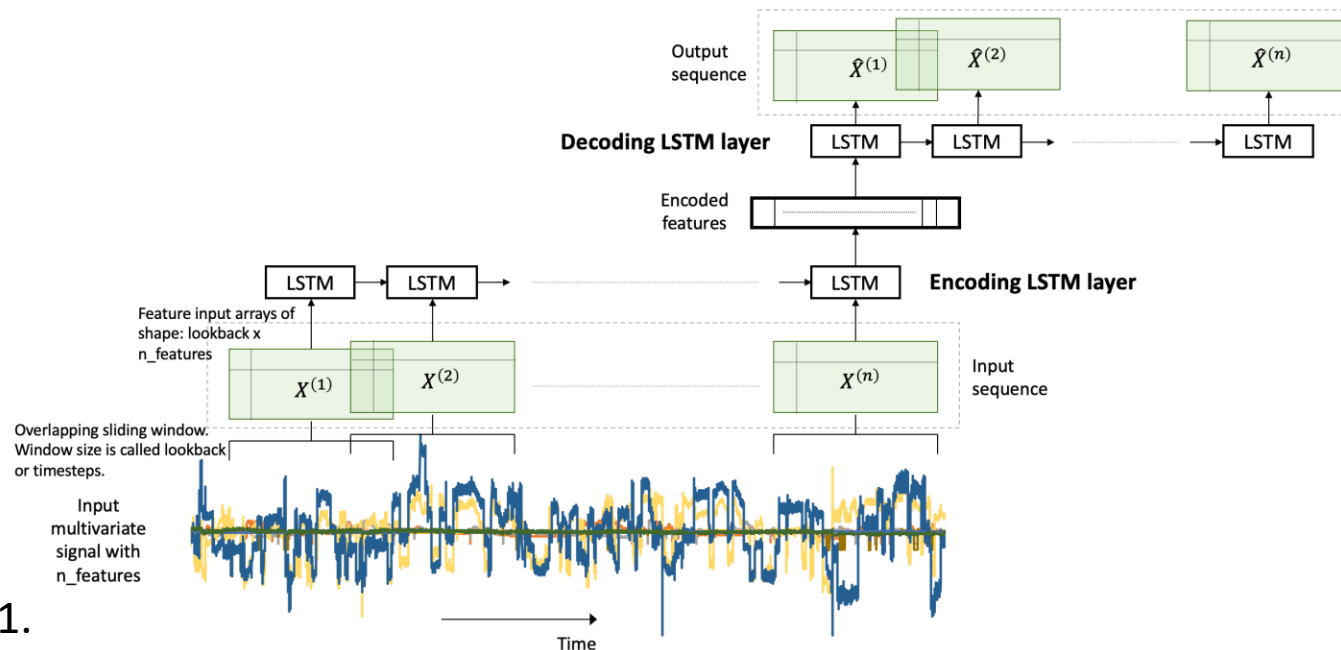 Output
sequence
X̂⁽¹⁾
X̂⁽²⁾
X̂⁽ⁿ⁾
Decoding LSTM layer
LSTM
LSTM
LSTM
Encoded
features
LSTM
LSTM
LSTM
Encoding LSTM layer
Feature input arrays of
shape: lookback x
n_features
X⁽¹⁾
X⁽²⁾
X⁽ⁿ⁾
Input
sequence
Overlapping sliding window.
Window size is called lookback
or timesteps.
Input
multivariate
signal with
n_features
1.
Time